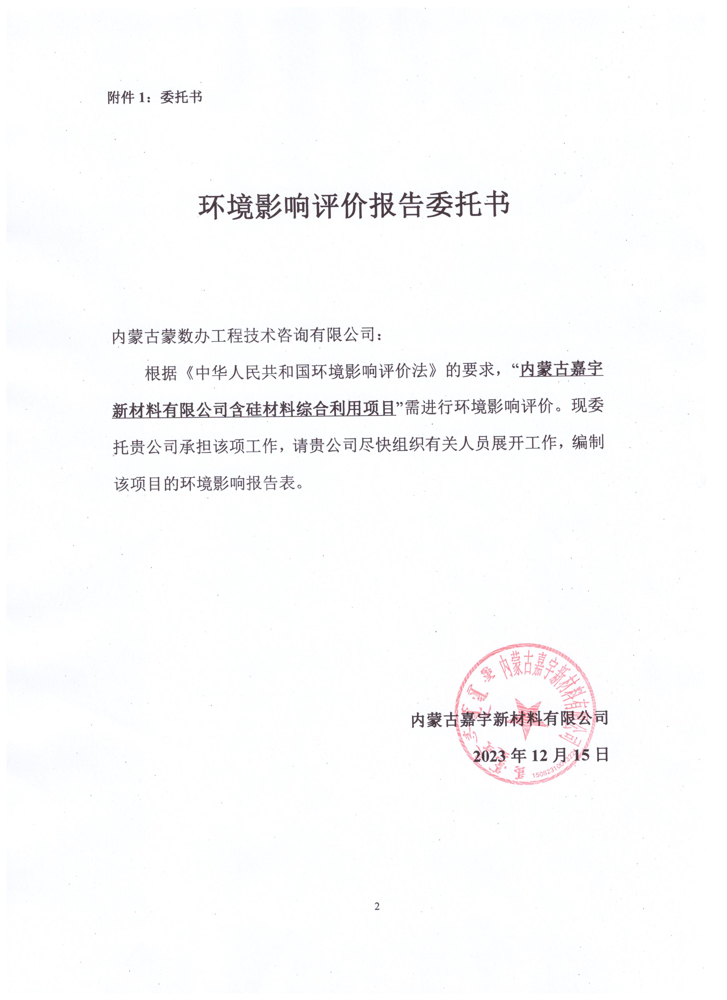 附件 1：委托书
环境影响评价报告委托书
内蒙古蒙数办工程技术咨询有限公司：
根据《中华人民共和国环境影响评价法》的要求，“内蒙古嘉宇
新材料有限公司含硅材料综合利用项目”需进行环境影响评价。现委
托贵公司承担该项工作，请贵公司尽快组织有关人员展开工作，编制
该项目的环境影响报告表。
内蒙古嘉宇新材料有限公司
内蒙古嘉宇新材料有限公司
2023 年 12 月 15 日
2